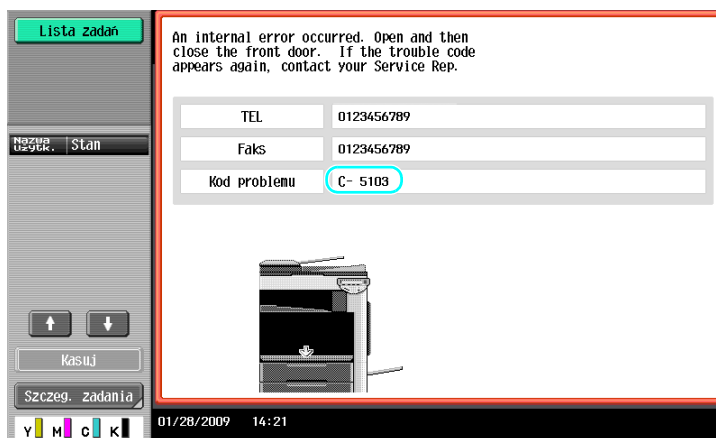 Lista zadań
An internal error occurred. Open and then
close the front door. If the trouble code
appears again, contact your Service Rep.
TEL 0123456789
Nazwa użytk. Stan
Faks 0123456789
Kod problemu C- 5103
Kasuj
Szczeg. zadania
Y M C K
01/28/2009 14:21